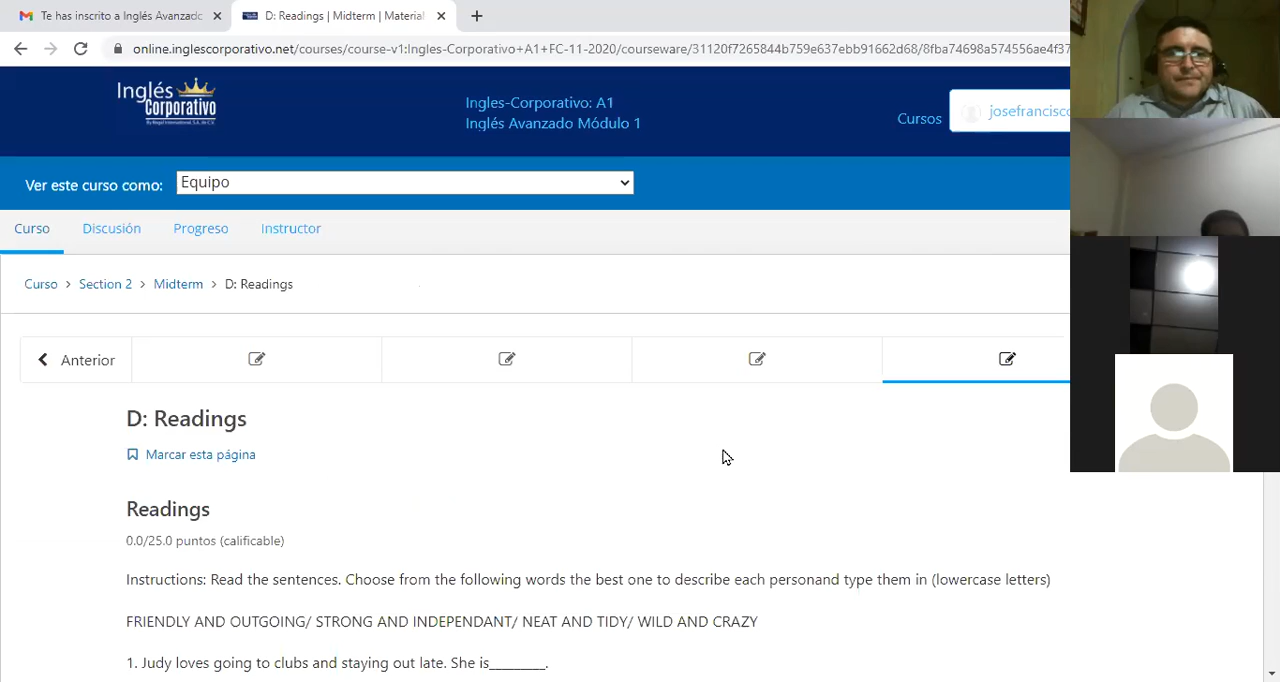 Te has inscrito a Inglés Avanzado
D: Readings | Midterm | Material
online.inglescorporativo.net/courses/course-v1:Ingles-Corporativo+A1+FC-11-2020/courseware/31120f7265844b759e637ebb91662d68/8fba74698a574556ae4f37
Inglés Corporativo
By Regal International, S.A. de C.V.
Ingles-Corporativo: A1
Inglés Avanzado Módulo 1
Cursos
josefrancisco
Ver este curso como:
Equipo
Curso
Discusión
Progreso
Instructor
Curso > Section 2 > Midterm > D: Readings
Anterior
D: Readings
Marcar esta página
Readings
0.0/25.0 puntos (calificable)
Instructions: Read the sentences. Choose from the following words the best one to describe each personand type them in (lowercase letters)
FRIENDLY AND OUTGOING/ STRONG AND INDEPENDANT/ NEAT AND TIDY/ WILD AND CRAZY
1. Judy loves going to clubs and staying out late. She is_________.